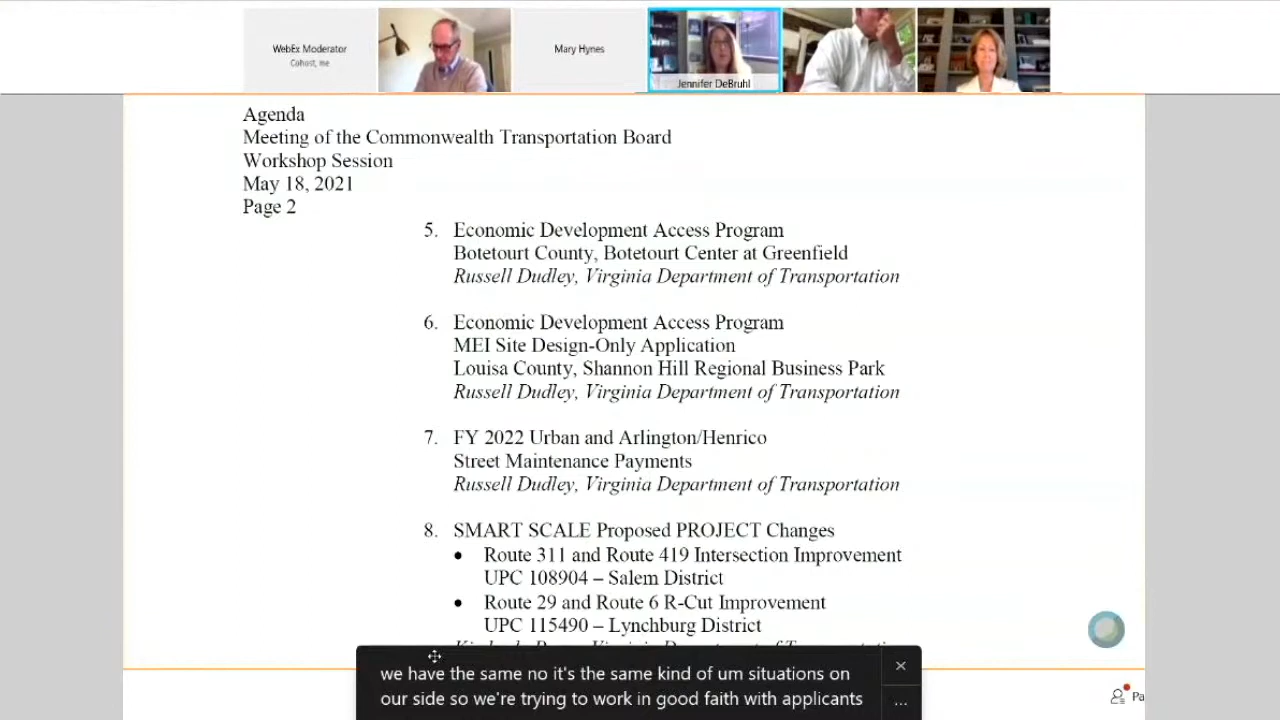 WebEx Moderator
Cohost, me
Mary Hynes
Jennifer DeBruhl
Agenda
Meeting of the Commonwealth Transportation Board
Workshop Session
May 18, 2021
Page 2
5. Economic Development Access Program
Botetourt County, Botetourt Center at Greenfield
Russell Dudley, Virginia Department of Transportation
6. Economic Development Access Program
MEI Site Design-Only Application
Louisa County, Shannon Hill Regional Business Park
Russell Dudley, Virginia Department of Transportation
7. FY 2022 Urban and Arlington/Henrico
Street Maintenance Payments
Russell Dudley, Virginia Department of Transportation
8. SMART SCALE Proposed PROJECT Changes
• Route 311 and Route 419 Intersection Improvement
UPC 108904 – Salem District
• Route 29 and Route 6 R-Cut Improvement
UPC 115490 – Lynchburg District
we have the same no it's the same kind of um situations on
our side so we're trying to work in good faith with applicants
Pa